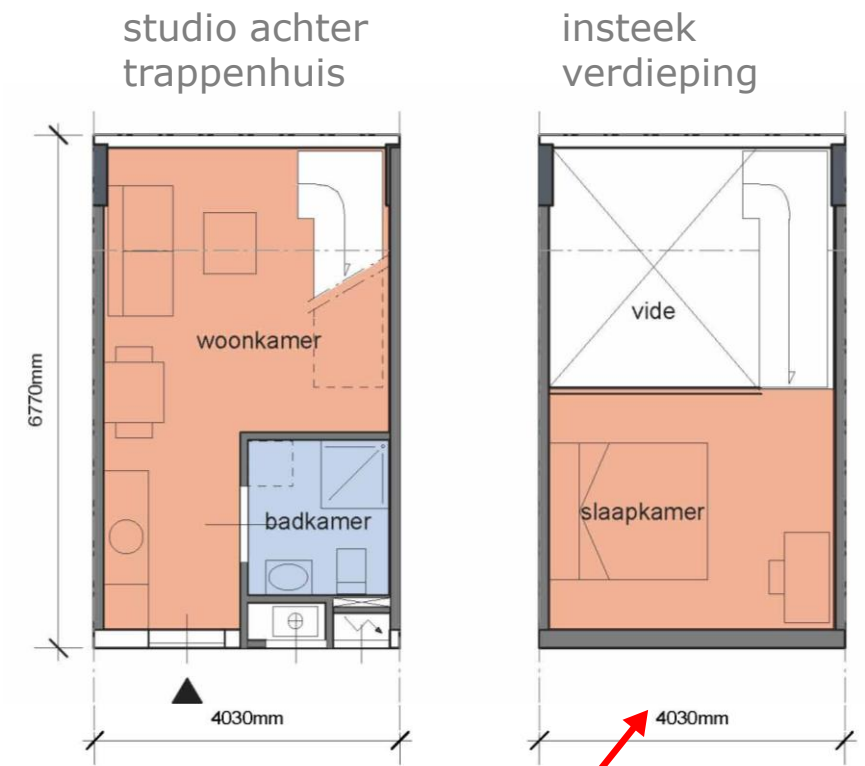 studio achter
trappenhuis
insteek
verdieping
6770mm
woonkamer
badkamer
4030mm
vide
slaapkamer
4030mm